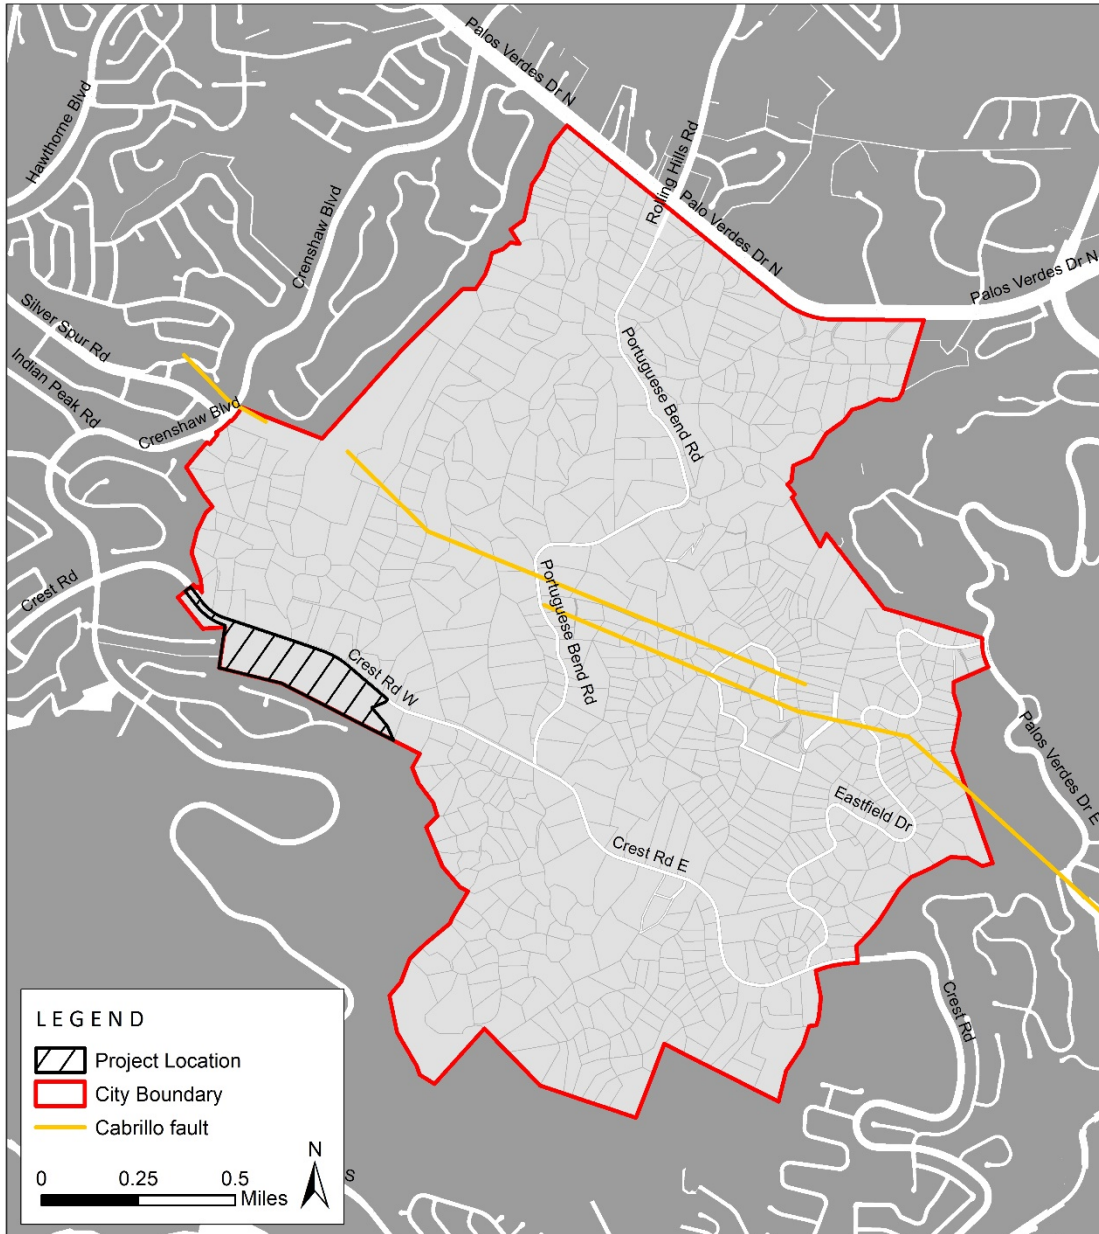 Palos Verdes Dr N
Hawthorne Blvd
Rolling Hills Rd
Crenshaw Blvd
Palo Verdes Dr N
Palos Verdes Dr N
Silver Spur Rd
Indian Peak Rd
Portuguese Bend Rd
Crenshaw Blvd
Crest Rd
Portuguese Bend Rd
Crest Rd W
Palos Verdes Dr E
Eastfield Dr
Crest Rd E
Crest Rd
LEGEND
Project Location
City Boundary
Cabrillo fault
N
0 0.25 0.5
Miles
S